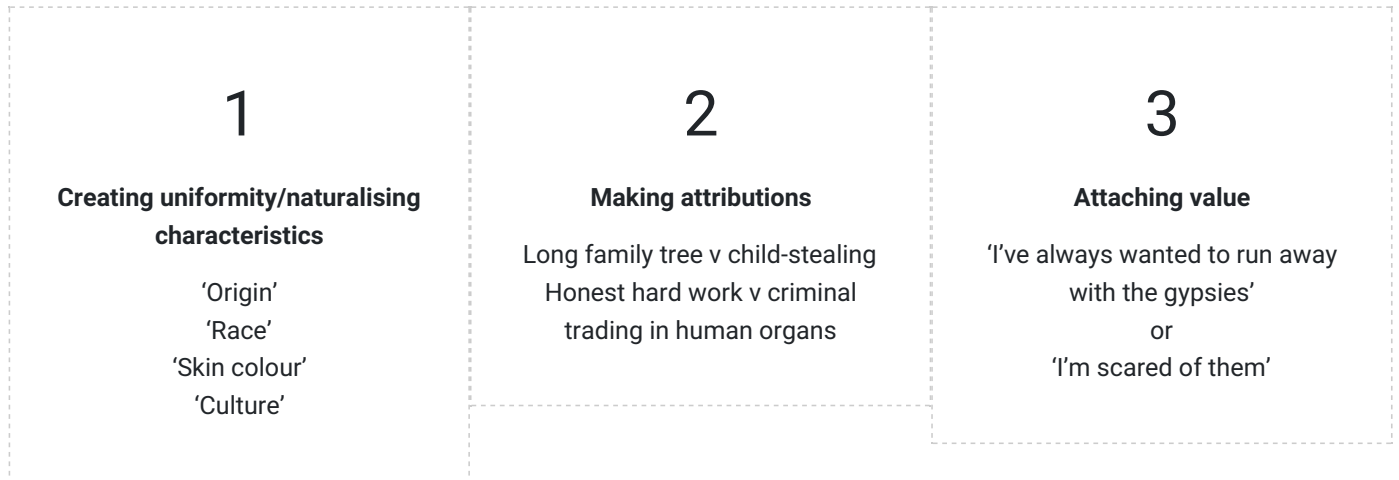 1
Creating uniformity/naturalising
characteristics
‘Origin’
‘Race’
‘Skin colour’
‘Culture’
2
Making attributions
Long family tree v child-stealing
Honest hard work v criminal
trading in human organs
3
Attaching value
‘I’ve always wanted to run away
with the gypsies’
or
‘I’m scared of them’